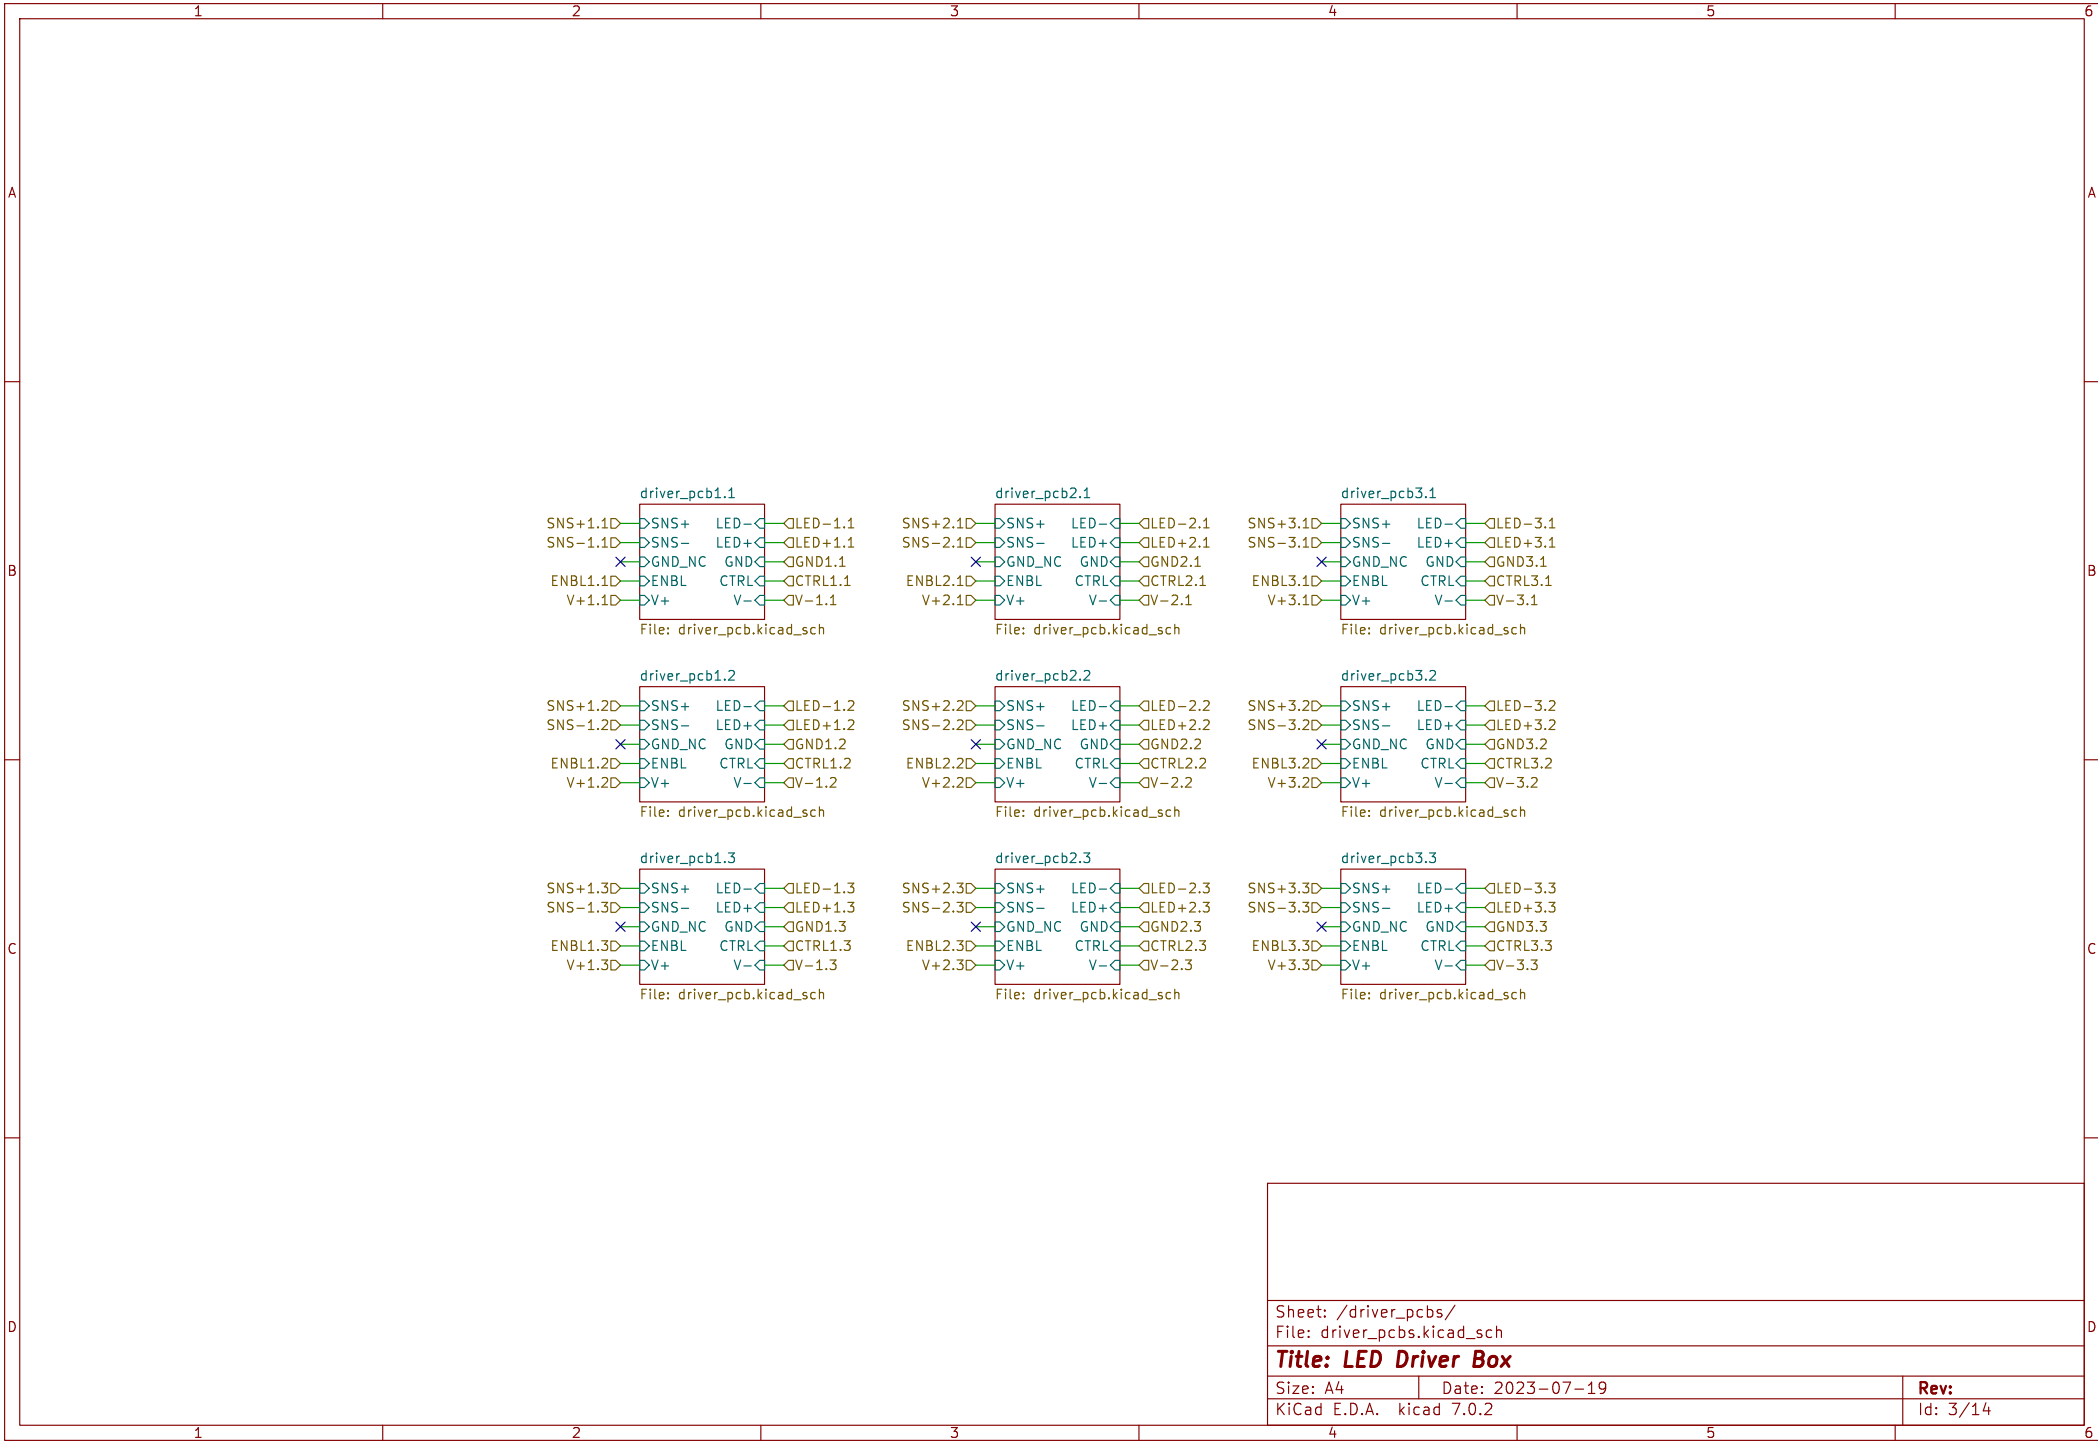 1 2 3 4 5 6
A A
driver_pcb1.1 driver_pcb2.1 driver_pcb3.1
SNS+1.1 SNS+ LED- LED-1.1 SNS+2.1 SNS+ LED- LED-2.1 SNS+3.1 SNS+ LED- LED-3.1
SNS-1.1 SNS- LED+ LED+1.1 SNS-2.1 SNS- LED+ LED+2.1 SNS-3.1 SNS- LED+ LED+3.1
GND_NC GND GND1.1 GND_NC GND GND2.1 GND_NC GND GND3.1
B B
ENBL1.1 ENBL CTRL CTRL1.1 ENBL2.1 ENBL CTRL CTRL2.1 ENBL3.1 ENBL CTRL CTRL3.1
V+1.1 V+ V- V-1.1 V+2.1 V+ V- V-2.1 V+3.1 V+ V- V-3.1
File: driver_pcb.kicad_sch File: driver_pcb.kicad_sch File: driver_pcb.kicad_sch
driver_pcb1.2 driver_pcb2.2 driver_pcb3.2
SNS+1.2 SNS+ LED- LED-1.2 SNS+2.2 SNS+ LED- LED-2.2 SNS+3.2 SNS+ LED- LED-3.2
SNS-1.2 SNS- LED+ LED+1.2 SNS-2.2 SNS- LED+ LED+2.2 SNS-3.2 SNS- LED+ LED+3.2
GND_NC GND GND1.2 GND_NC GND GND2.2 GND_NC GND GND3.2
ENBL1.2 ENBL CTRL CTRL1.2 ENBL2.2 ENBL CTRL CTRL2.2 ENBL3.2 ENBL CTRL CTRL3.2
V+1.2 V+ V- V-1.2 V+2.2 V+ V- V-2.2 V+3.2 V+ V- V-3.2
File: driver_pcb.kicad_sch File: driver_pcb.kicad_sch File: driver_pcb.kicad_sch
driver_pcb1.3 driver_pcb2.3 driver_pcb3.3
SNS+1.3 SNS+ LED- LED-1.3 SNS+2.3 SNS+ LED- LED-2.3 SNS+3.3 SNS+ LED- LED-3.3
SNS-1.3 SNS- LED+ LED+1.3 SNS-2.3 SNS- LED+ LED+2.3 SNS-3.3 SNS- LED+ LED+3.3
GND_NC GND GND1.3 GND_NC GND GND2.3 GND_NC GND GND3.3
ENBL1.3 ENBL CTRL CTRL1.3 ENBL2.3 ENBL CTRL CTRL2.3 ENBL3.3 ENBL CTRL CTRL3.3
C C
V+1.3 V+ V- V-1.3 V+2.3 V+ V- V-2.3 V+3.3 V+ V- V-3.3
File: driver_pcb.kicad_sch File: driver_pcb.kicad_sch File: driver_pcb.kicad_sch
Sheet: /driver_pcbs/
D D
File: driver_pcbs.kicad_sch
Title: LED Driver Box
Size: A4 Date: 2023-07-19 Rev:
KiCad E.D.A. kicad 7.0.2 Id: 3/14
1 2 3 4 5 6